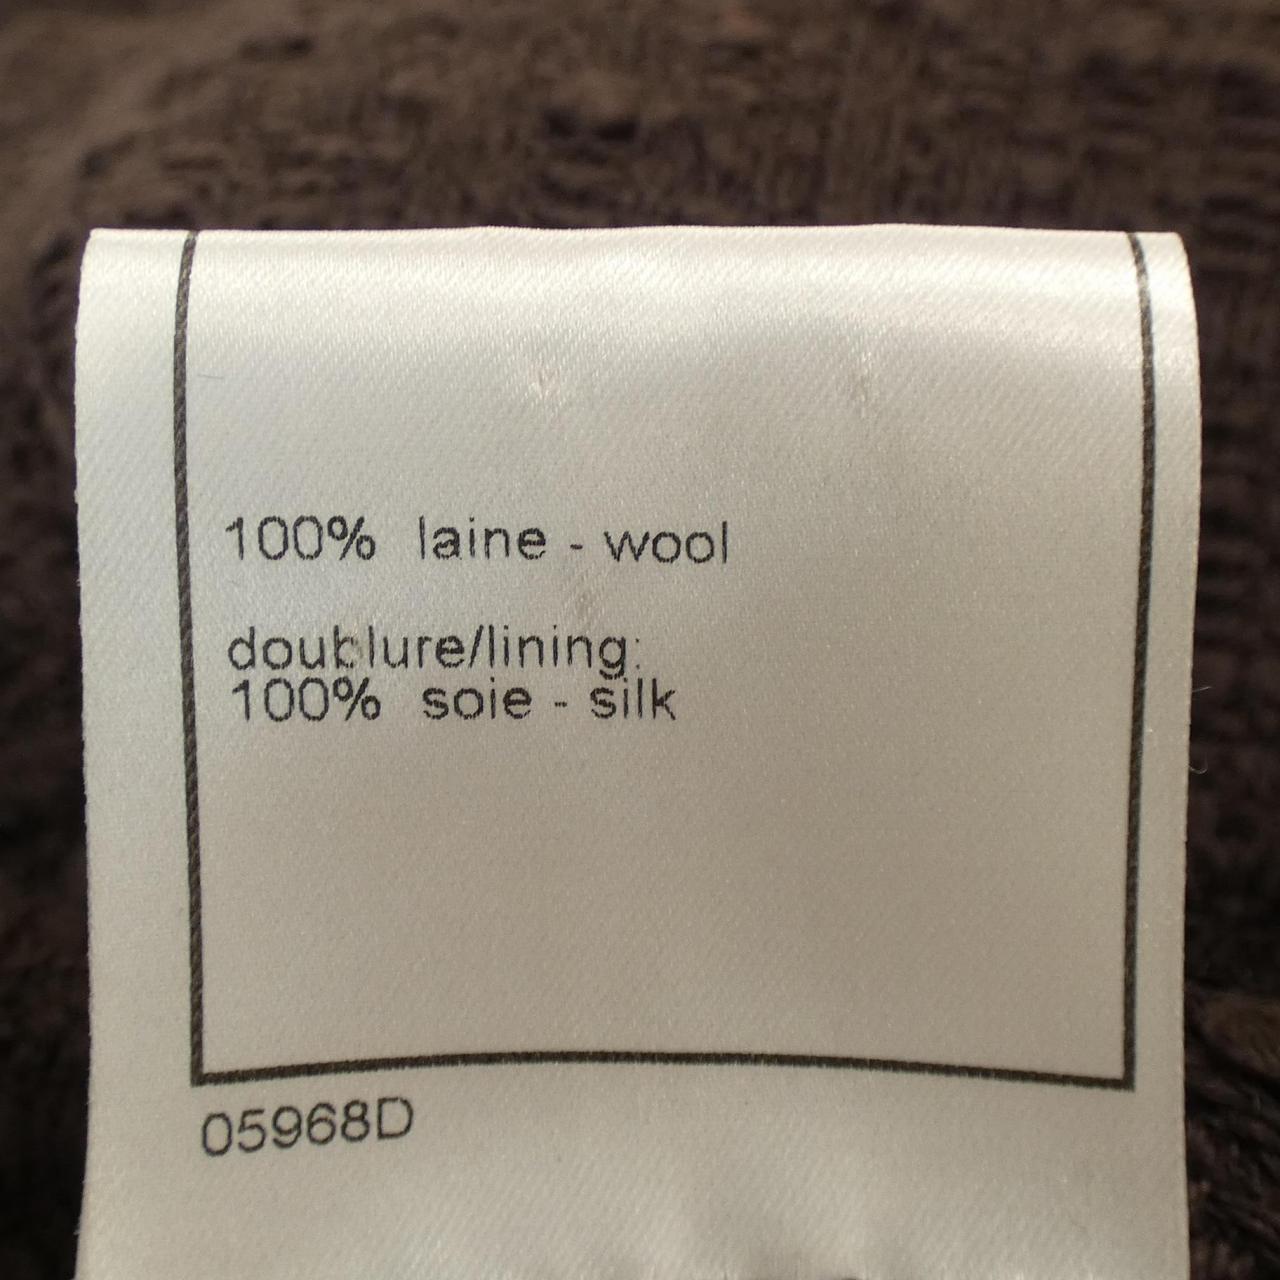 100% laine - wool
doublure/lining:
100% soie - silk
05968D